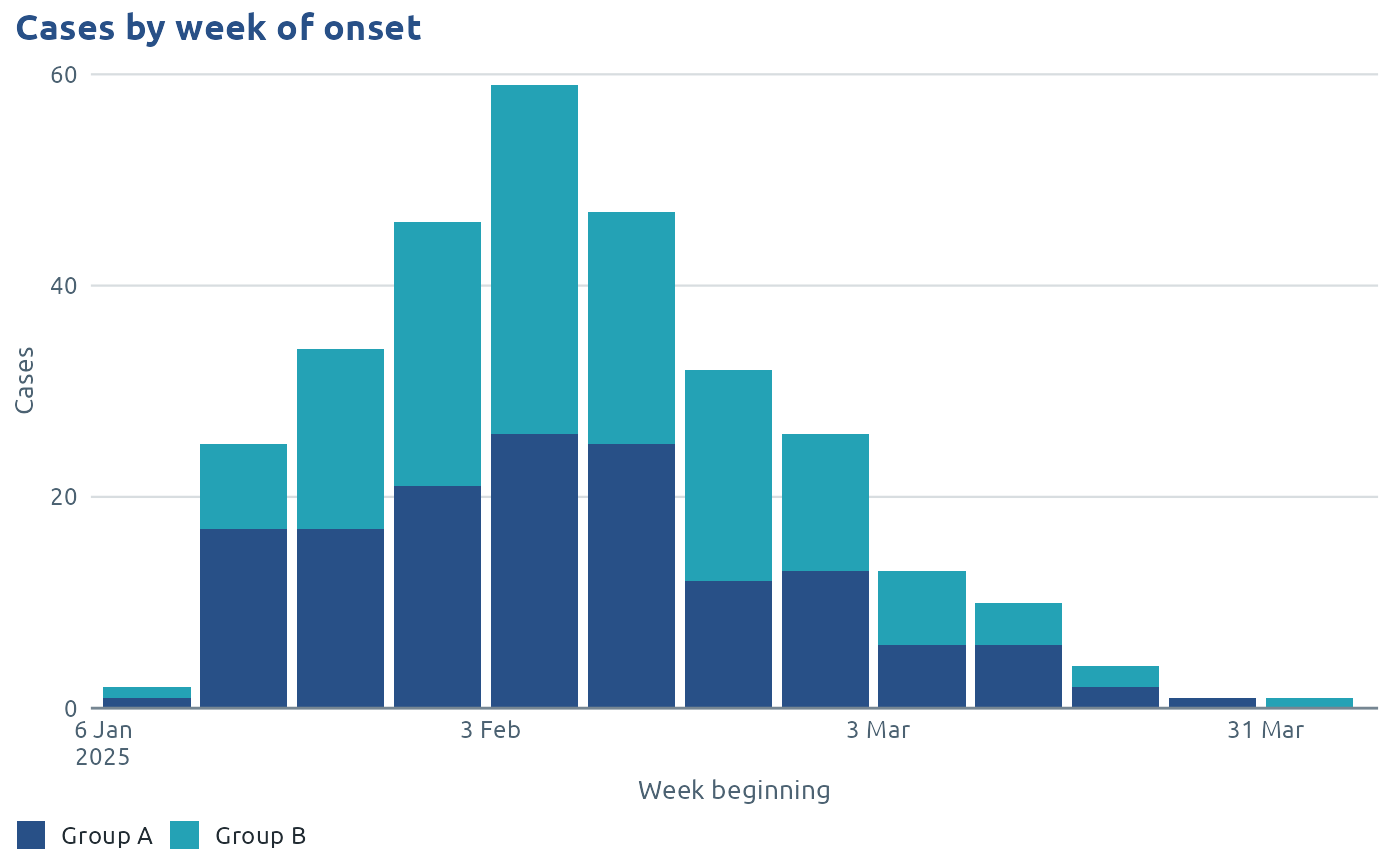 Cases by week of onset
60
40
20
0
Cases
6 Jan
2025
3 Feb
3 Mar
31 Mar
Week beginning
Group A
Group B